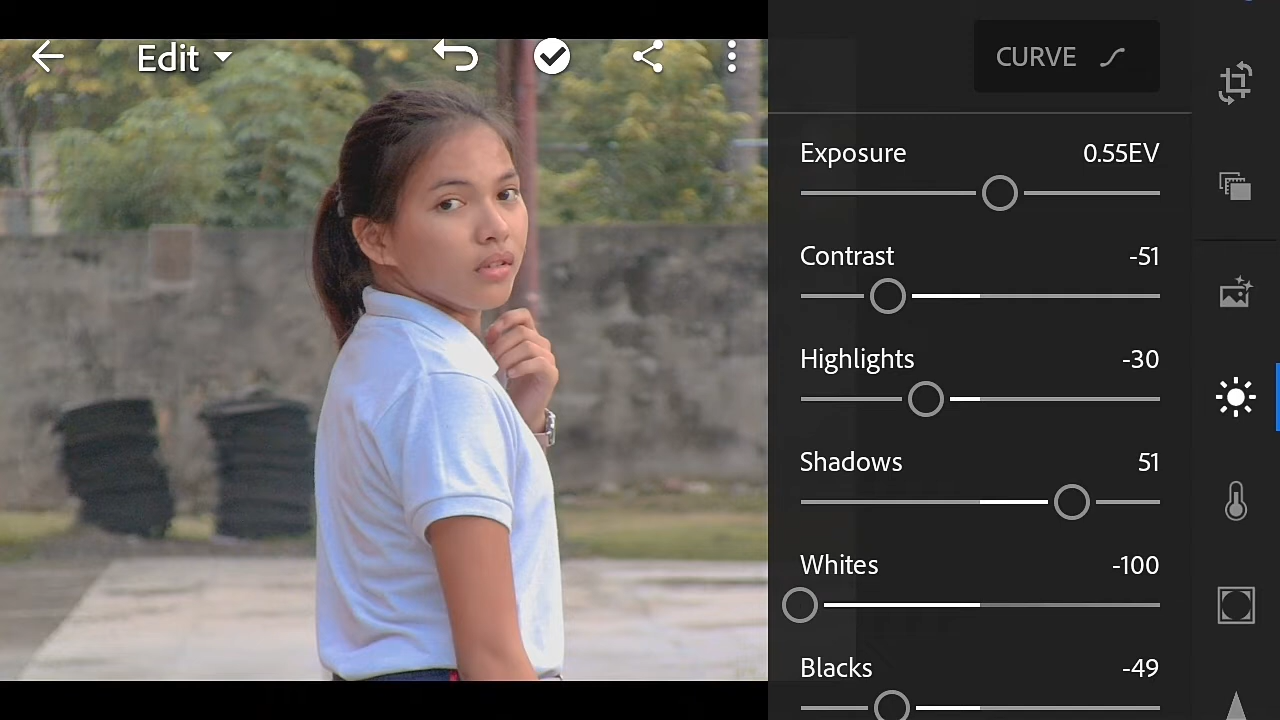 Edit
CURVE
Exposure 0.55EV
Contrast -51
Highlights -30
Shadows 51
Whites -100
Blacks -49